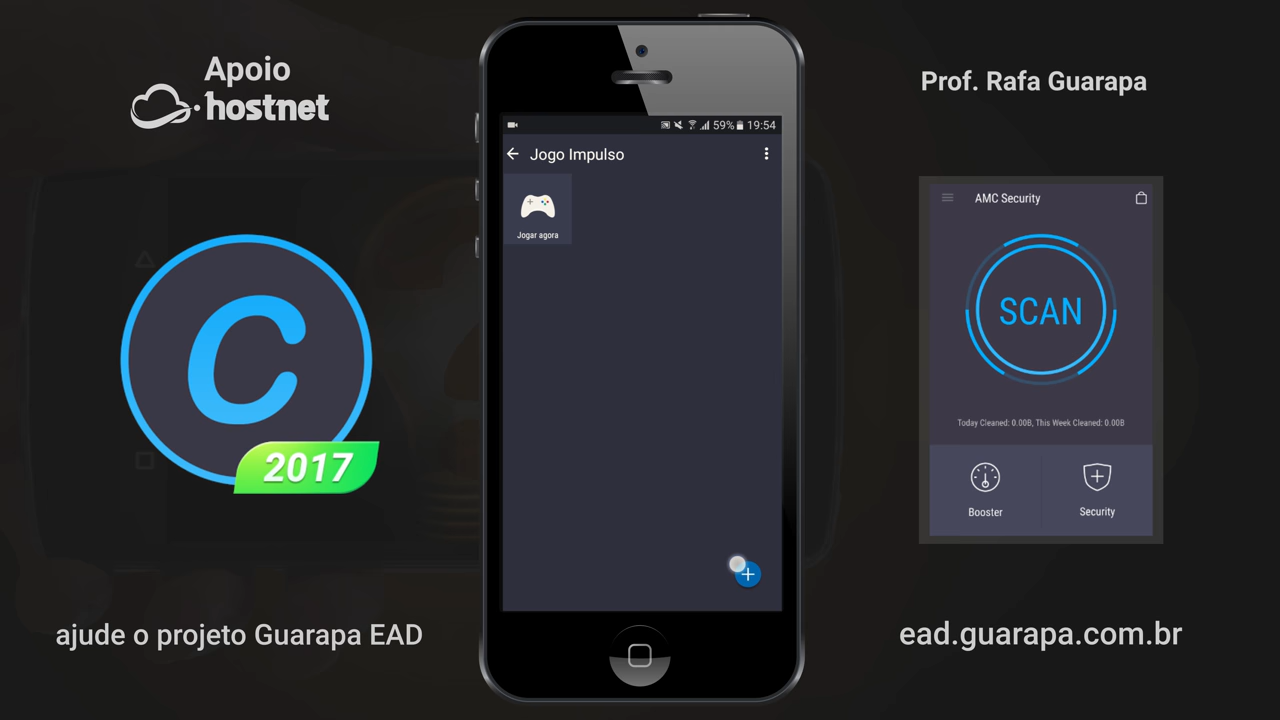 Apoio
hostnet
C
2017
ajude o projeto Guarapa EAD
59% 19:54
Jogo Impulso
Jogar agora
Prof. Rafa Guarapa
AMC Security
SCAN
Today Cleaned: 0.00B, This Week Cleaned: 0.00B
Booster
Security
ead.guarapa.com.br